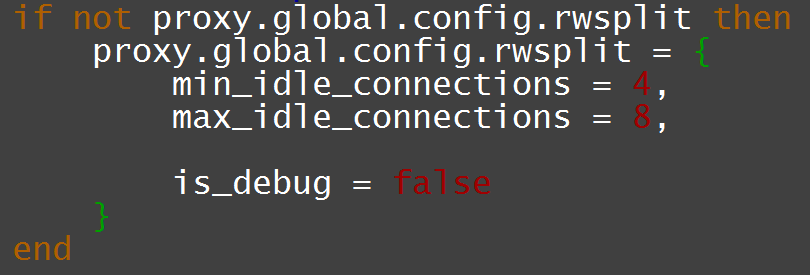 if not proxy.global.config.rwsplit then
    proxy.global.config.rwsplit = {
        min_idle_connections = 4,
        max_idle_connections = 8,

        is_debug = false
    }
end